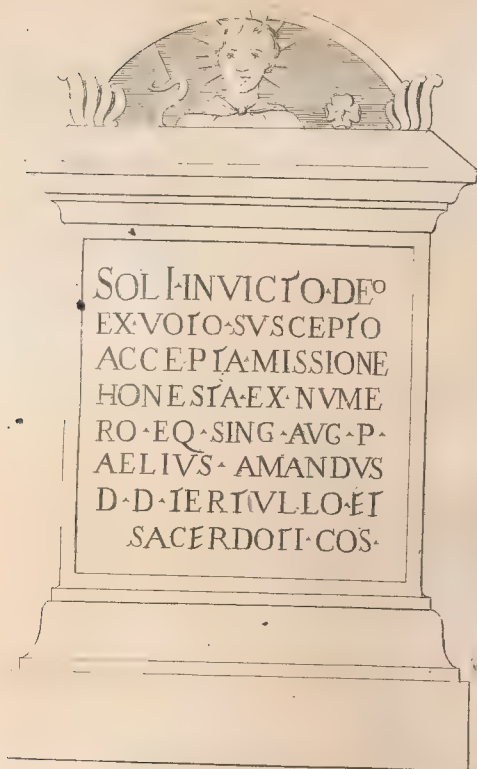 SOLI·INVICTO·DEO
EX·VOTO·SVSCEPTO
ACCEPTA·MISSIONE
HONESTA·EX·NVME
RO·EQ·SING·AVG·P·
AELIVS·AMANDVS
D·D·TERTVLLO·ET
SACERDOTI·COS·